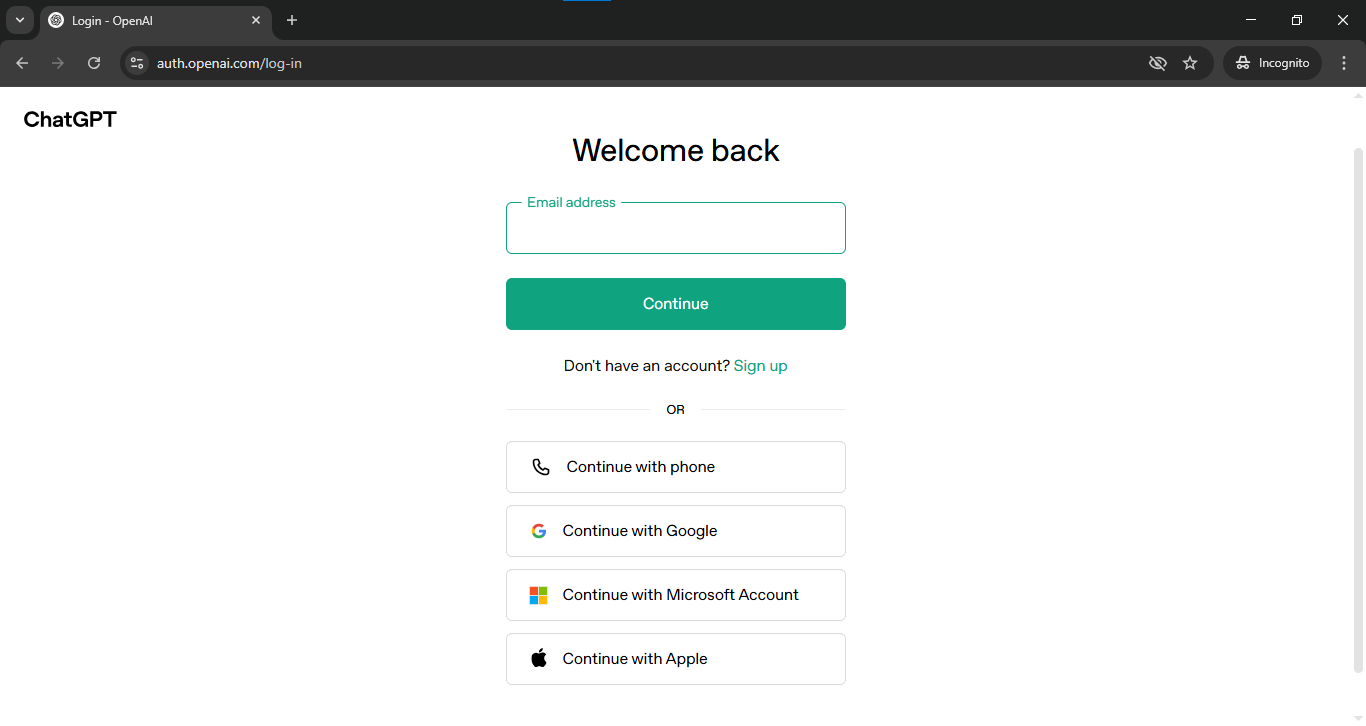 Login - OpenAI
auth.openai.com/log-in
Incognito
ChatGPT
Welcome back
Email address
Continue
Don't have an account? Sign up
OR
Continue with phone
Continue with Google
Continue with Microsoft Account
Continue with Apple